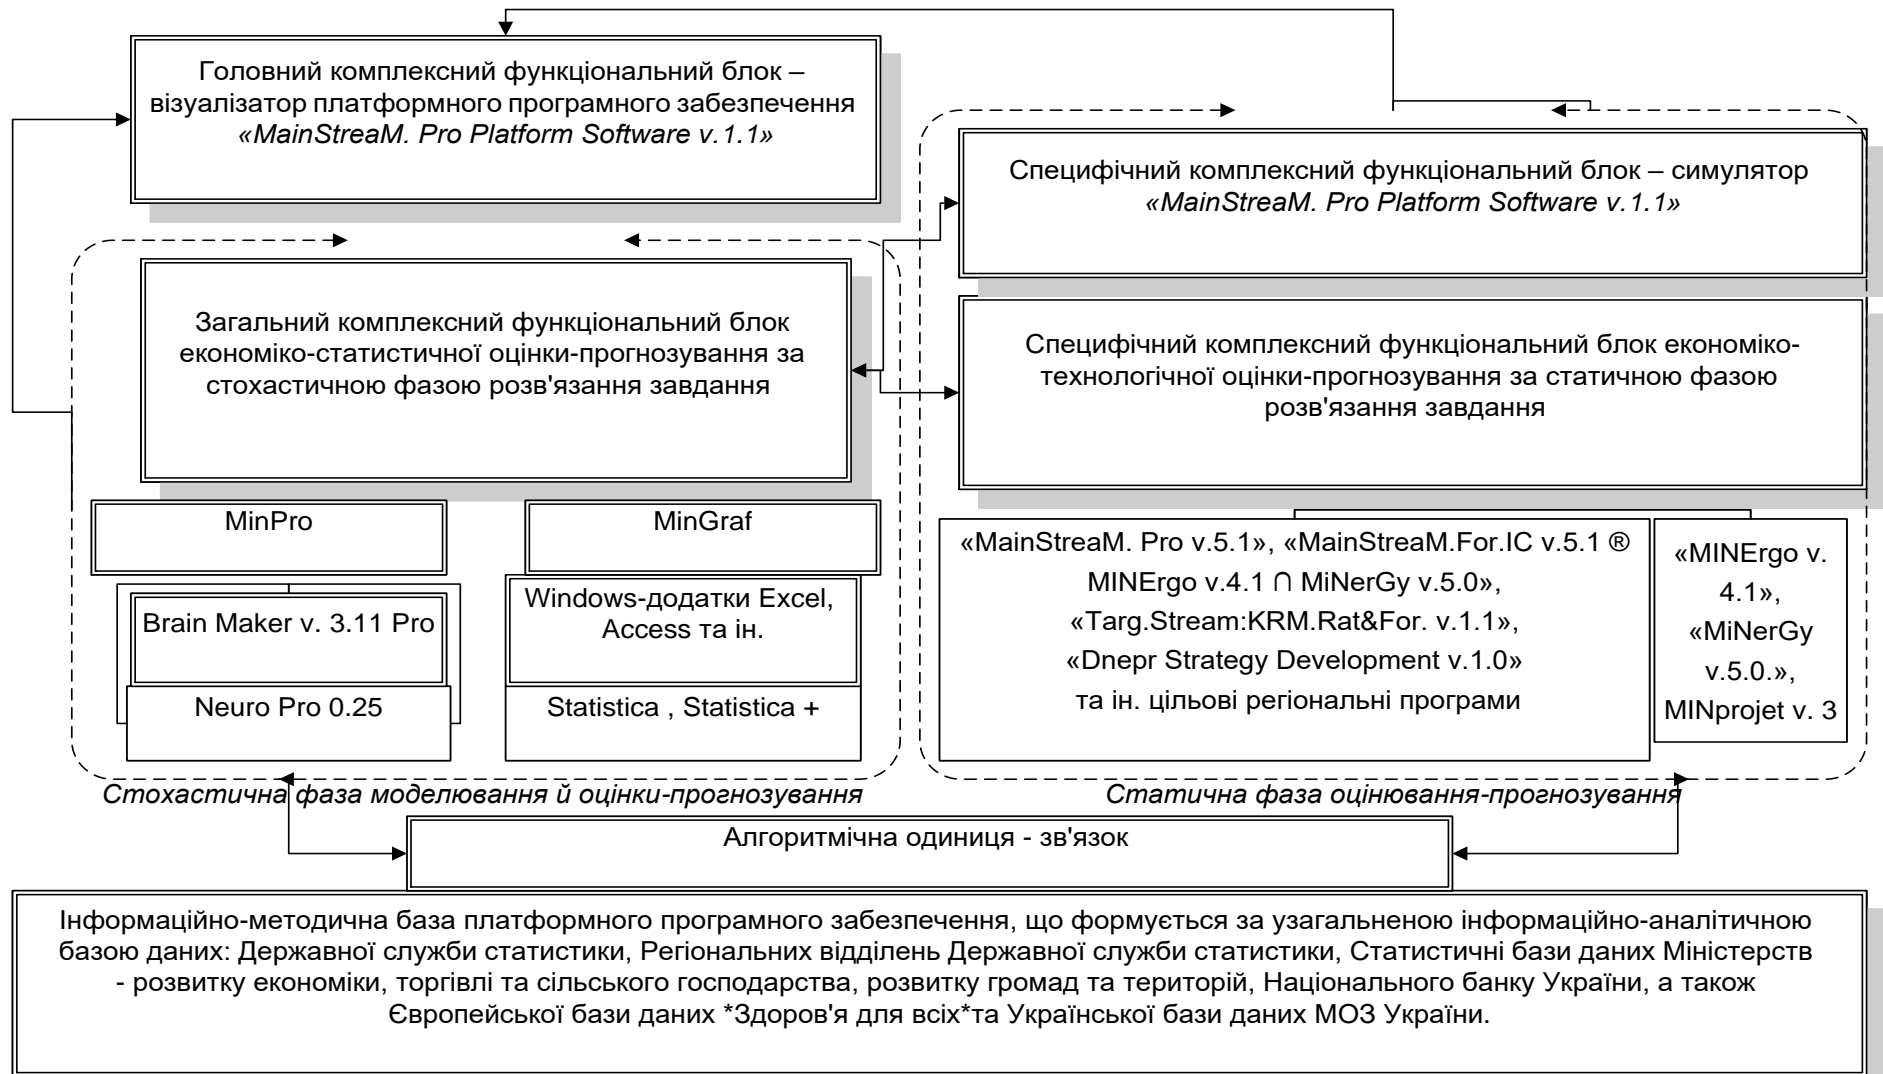 Головний комплексний функціональний блок –
візуалізатор платформного програмного забезпечення
«MainStreaM. Pro Platform Software v.1.1»
Специфічний комплексний функціональний блок – симулятор
«MainStreaM. Pro Platform Software v.1.1»
Загальний комплексний функціональний блок
економіко-статистичної оцінки-прогнозування за
стохастичною фазою розв'язання завдання
Специфічний комплексний функціональний блок економіко-
технологічної оцінки-прогнозування за статичною фазою
розв'язання завдання
MinPro
MinGraf
Brain Maker v. 3.11 Pro
Neuro Pro 0.25
Windows-додатки Excel,
Access та ін.
Statistica , Statistica +
«MainStreaM. Pro v.5.1», «MainStreaM.For.IC v.5.1 ®
MINErgo v.4.1 ∩ MiNerGy v.5.0»,
«Targ.Stream:KRM.Rat&For. v.1.1»,
«Dnepr Strategy Development v.1.0»
та ін. цільові регіональні програми
«MINErgo v.
4.1»,
«MiNerGy
v.5.0.»,
MINprojet v. 3
Стохастична фаза моделювання й оцінки-прогнозування
Статична фаза оцінювання-прогнозування
Алгоритмічна одиниця - зв'язок
Інформаційно-методична база платформного програмного забезпечення, що формується за узагальненою інформаційно-аналітичною
базою даних: Державної служби статистики, Регіональних відділень Державної служби статистики, Статистичні бази даних Міністерств
- розвитку економіки, торгівлі та сільського господарства, розвитку громад та територій, Національного банку України, а також
Європейської бази даних *Здоров'я для всіх*та Української бази даних МОЗ України.